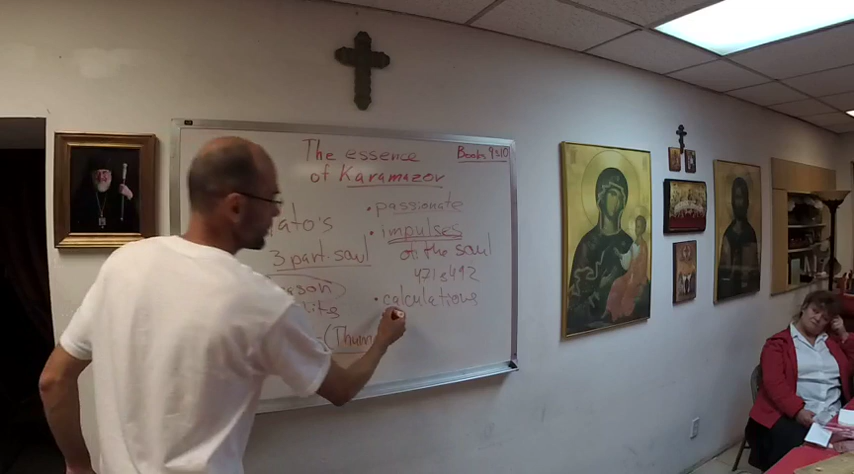 The essence
of Karamazov
Books 9&10
ato's
3 part soul
ason
(Thum
• passionate
• impulses
of the soul
471 & 492
• calculations